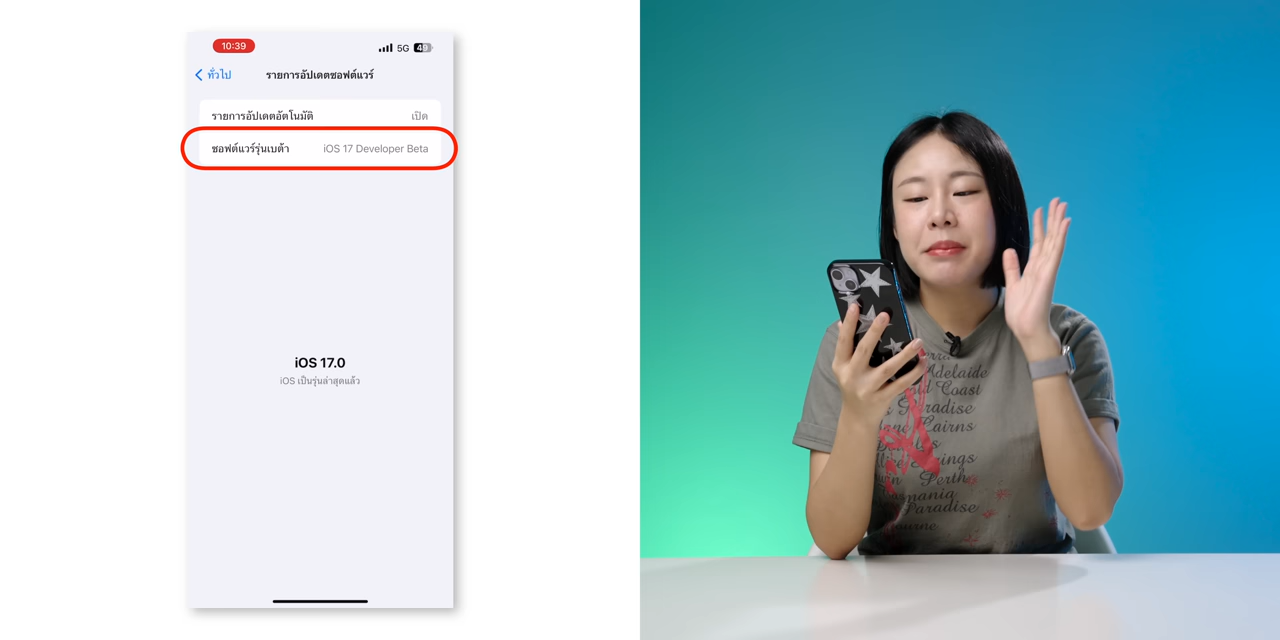 10:39
5G 49
ทั่วไป
รายการอัปเดตซอฟต์แวร์
รายการอัปเดตอัตโนมัติ เปิด
ซอฟต์แวร์รุ่นเบต้า iOS 17 Developer Beta
iOS 17.0
iOS เป็นรุ่นล่าสุดแล้ว
Adelaide
Gold Coast
Paradise
Cairns
Perth
Paradise